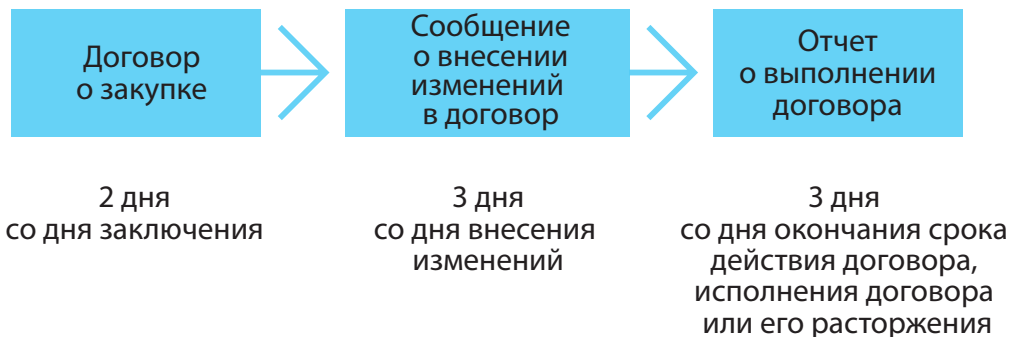 Договор
о закупке
Сообщение
о внесении
изменений
в договор
Отчет
о выполнении
договора
2 дня
со дня заключения
3 дня
со дня внесения
изменений
3 дня
со дня окончания срока
действия договора,
исполнения договора
или его расторжения